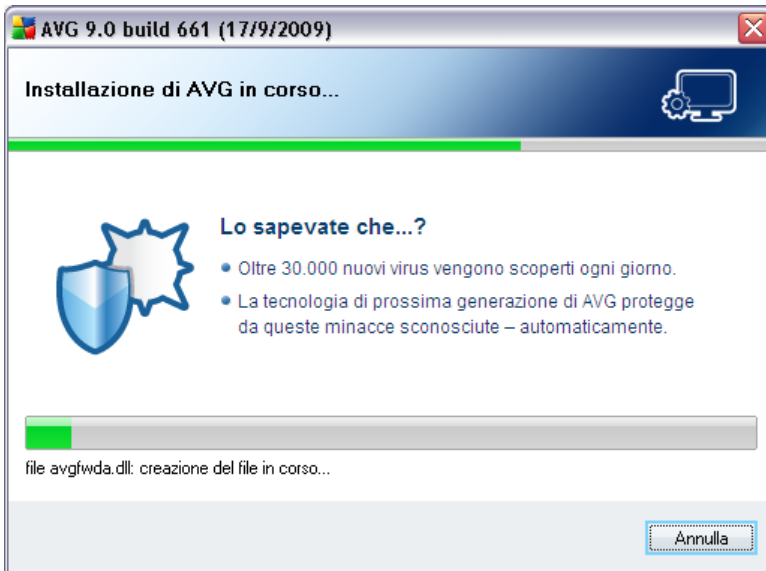 AVG 9.0 build 661 (17/9/2009)
Installazione di AVG in corso...
Lo sapevate che...?
Oltre 30.000 nuovi virus vengono scoperti ogni giorno.
La tecnologia di prossima generazione di AVG protegge
da queste minacce sconosciute – automaticamente.
file avgfwda.dll: creazione del file in corso...
Annulla